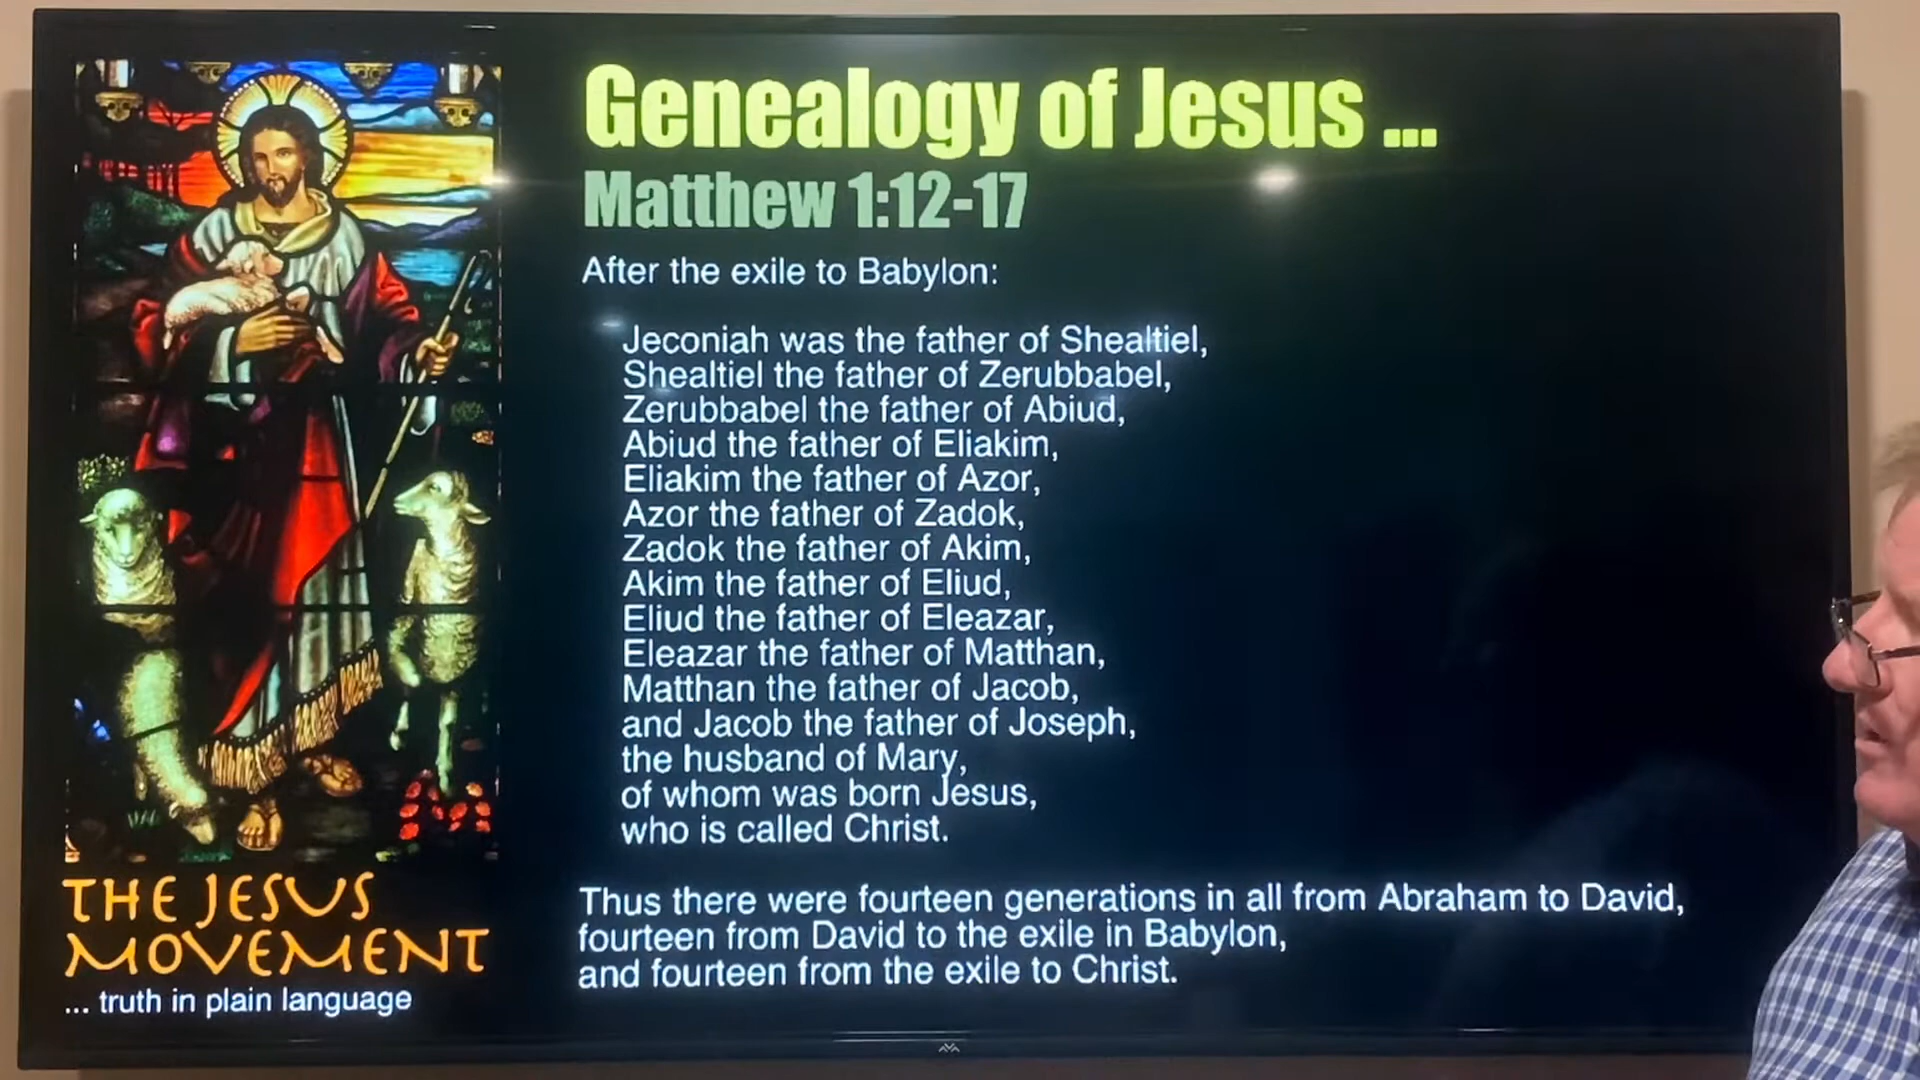 Genealogy of Jesus ...
Matthew 1:12-17
After the exile to Babylon:
Jeconiah was the father of Shealtiel,
Shealtiel the father of Zerubbabel,
Zerubbabel the father of Abiud,
Abiud the father of Eliakim,
Eliakim the father of Azor,
Azor the father of Zadok,
Zadok the father of Akim,
Akim the father of Eliud,
Eliud the father of Eleazar,
Eleazar the father of Matthan,
Matthan the father of Jacob,
and Jacob the father of Joseph,
the husband of Mary,
of whom was born Jesus,
who is called Christ.
Thus there were fourteen generations in all from Abraham to David,
fourteen from David to the exile in Babylon,
and fourteen from the exile to Christ.
THE JESUS
MOVEMENT
... truth in plain language